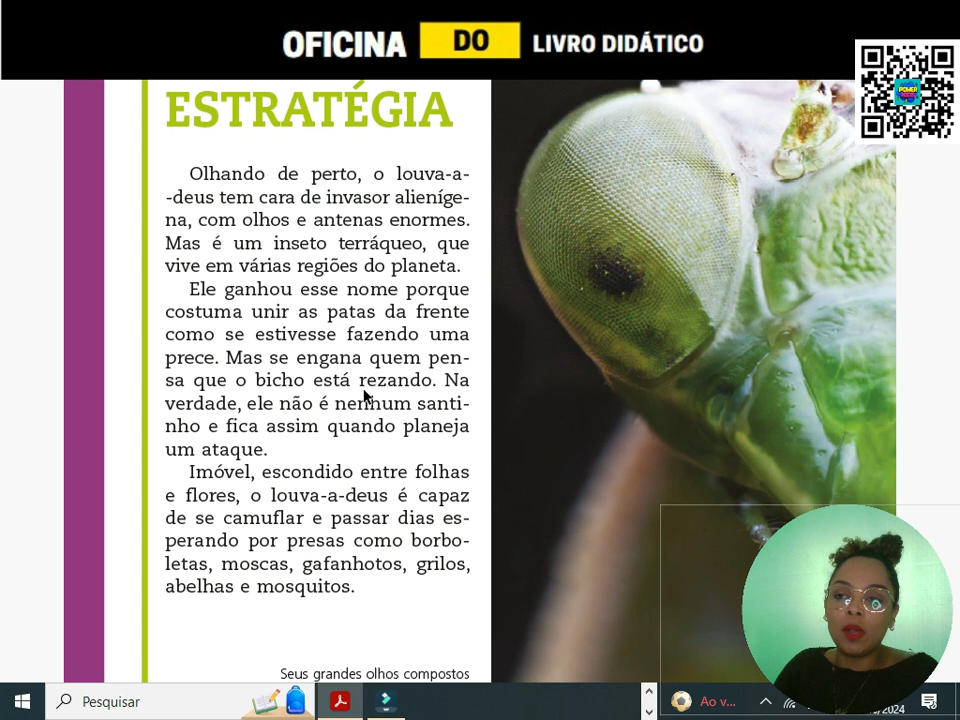 OFICINA DO LIVRO DIDÁTICO
ESTRATÉGIA
Olhando de perto, o louva-a-
-deus tem cara de invasor alieníge-
na, com olhos e antenas enormes.
Mas é um inseto terráqueo, que
vive em várias regiões do planeta.
Ele ganhou esse nome porque
costuma unir as patas da frente
como se estivesse fazendo uma
prece. Mas se engana quem pen-
sa que o bicho está rezando. Na
verdade, ele não é nenhum santi-
nho e fica assim quando planeja
um ataque.
Imóvel, escondido entre folhas
e flores, o louva-a-deus é capaz
de se camuflar e passar dias es-
perando por presas como borbo-
letas, moscas, gafanhotos, grilos,
abelhas e mosquitos.
Seus grandes olhos compostos
Pesquisar
Ao v...